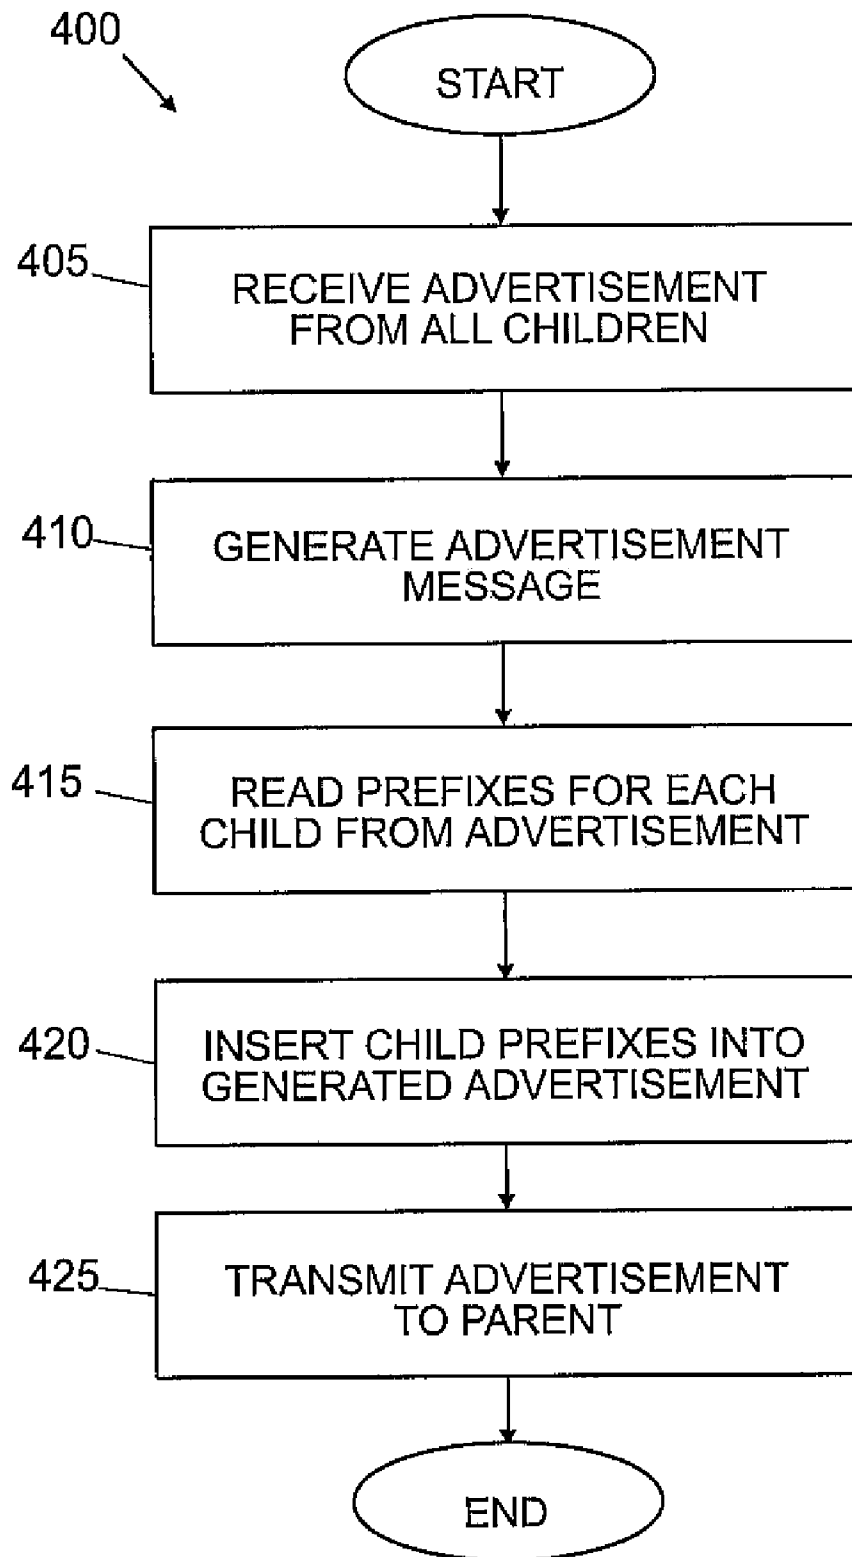 400
START
405
RECEIVE ADVERTISEMENT
FROM ALL CHILDREN
410
GENERATE ADVERTISEMENT
MESSAGE
415
READ PREFIXES FOR EACH
CHILD FROM ADVERTISEMENT
420
INSERT CHILD PREFIXES INTO
GENERATED ADVERTISEMENT
425
TRANSMIT ADVERTISEMENT
TO PARENT
END